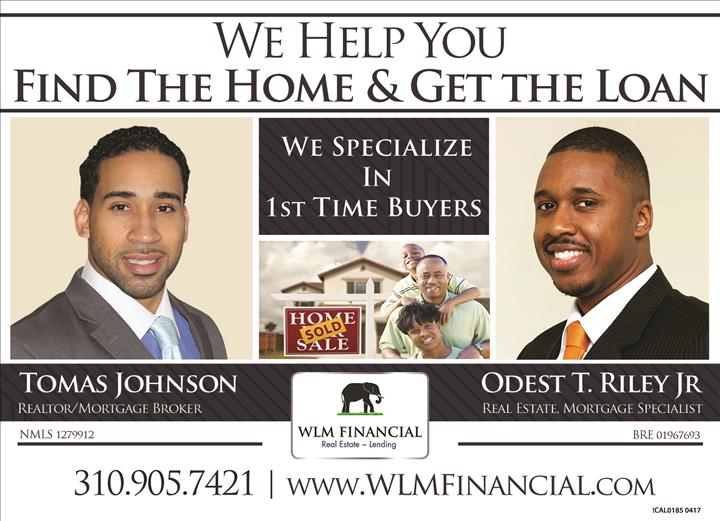 We Help You
Find The Home & Get the Loan
We Specialize
In
1st Time Buyers
HOME
SOLD
SALE
Tomas Johnson
Realtor/Mortgage Broker
NMLS 1279912
WLM FINANCIAL
Real Estate ~ Lending
Odest T. Riley Jr
Real Estate. Mortgage Specialist
BRE 01967693
310.905.7421 | www.WLMFinancial.com
!CAL0185 0417